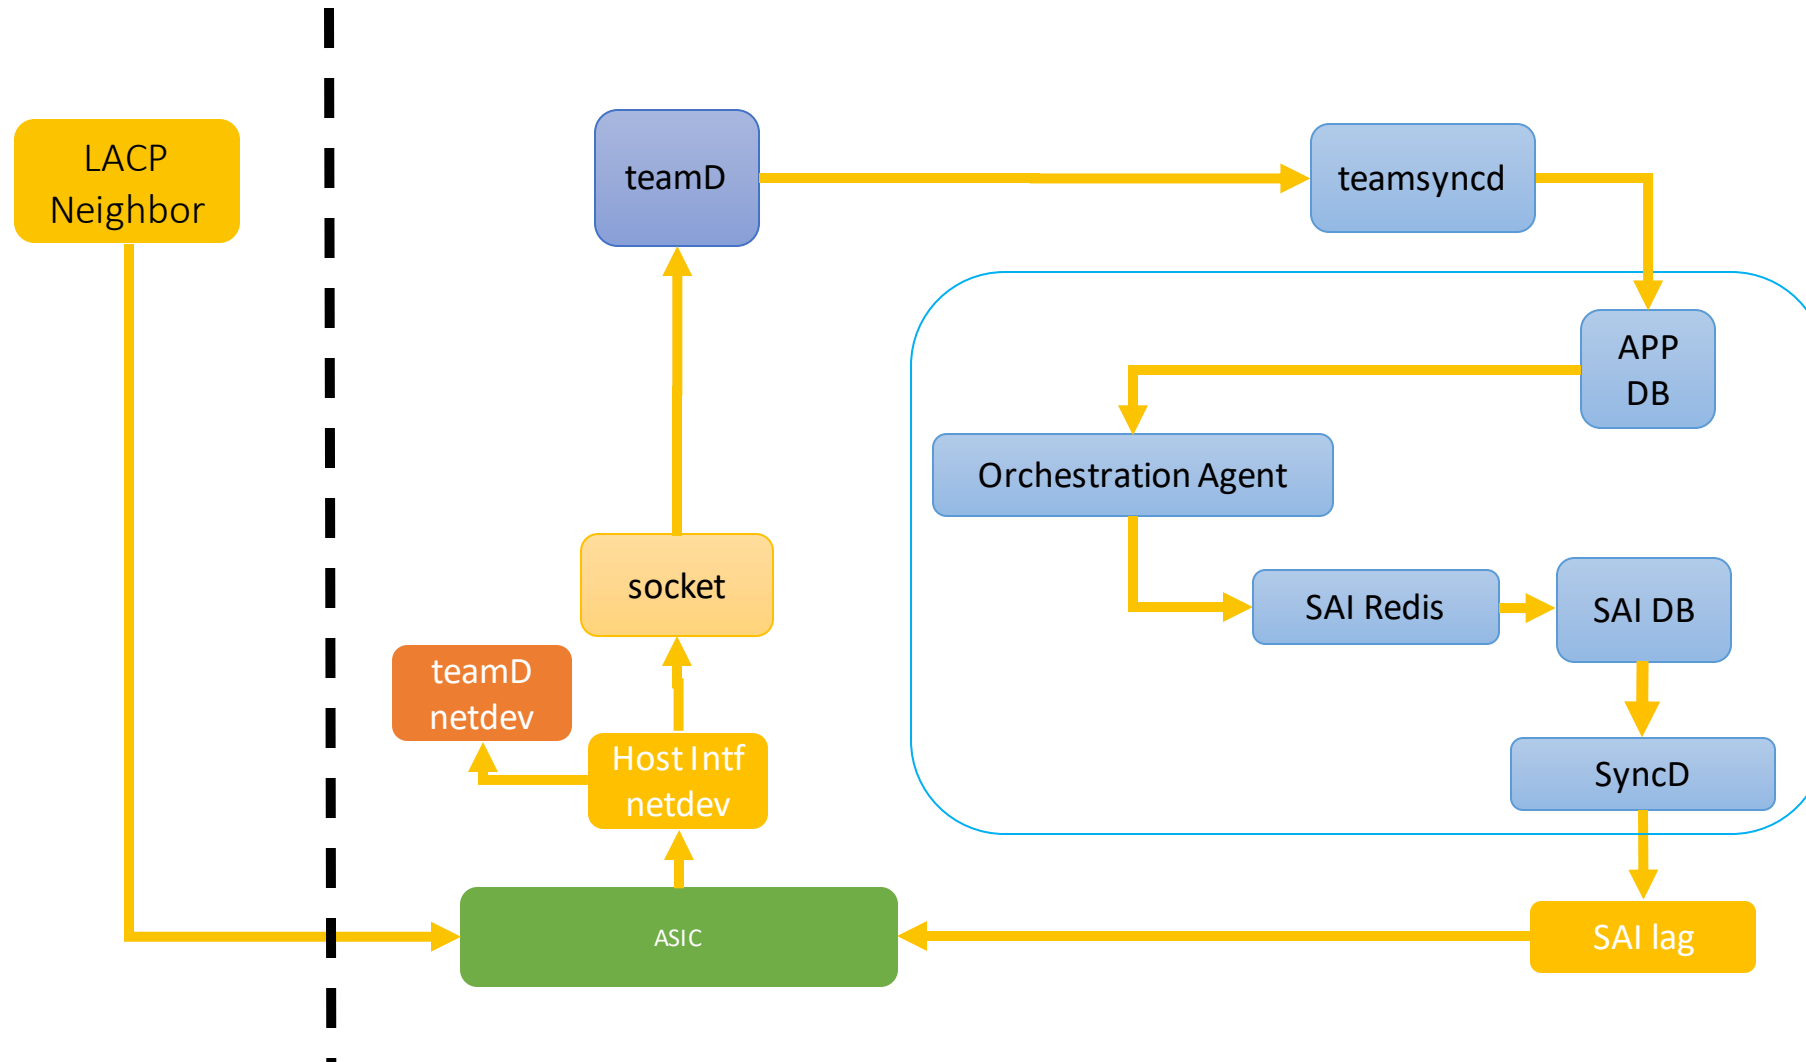 LACP
Neighbor
teamD
teamsyncd
APP
DB
Orchestration Agent
socket
SAI Redis
SAI DB
teamD
netdev
Host Intf
netdev
SyncD
ASIC
SAI lag